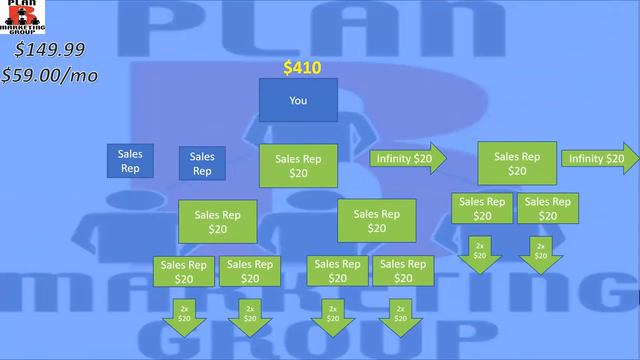 PLAN
B
MARKETING
GROUP
$149.99
$59.00/mo
PLAN
$410
You
Sales
Rep
Sales
Rep
Sales Rep
$20
Infinity $20
Sales Rep
$20
Infinity $20
Sales Rep
$20
Sales Rep
$20
Sales Rep
$20
Sales Rep
$20
Sales Rep
$20
Sales Rep
$20
Sales Rep
$20
Sales Rep
$20
2x
$20
2x
$20
2x
$20
2x
$20
2x
$20
2x
$20
MARKETING
GROUP